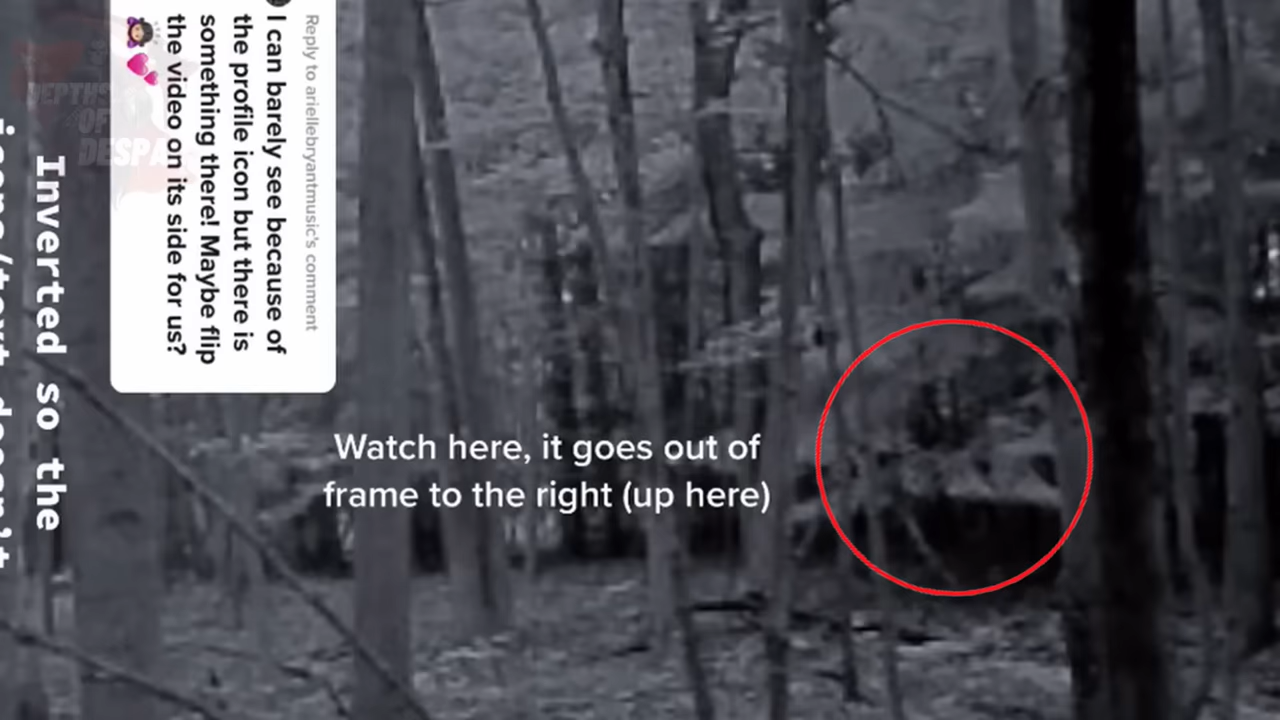 Reply to ariellebryantmusic's comment
I can barely see because of
the profile icon but there is
something there! Maybe flip
the video on its side for us?
Inverted so the
DEPTHS
OF
Watch here, it goes out of
frame to the right (up here)